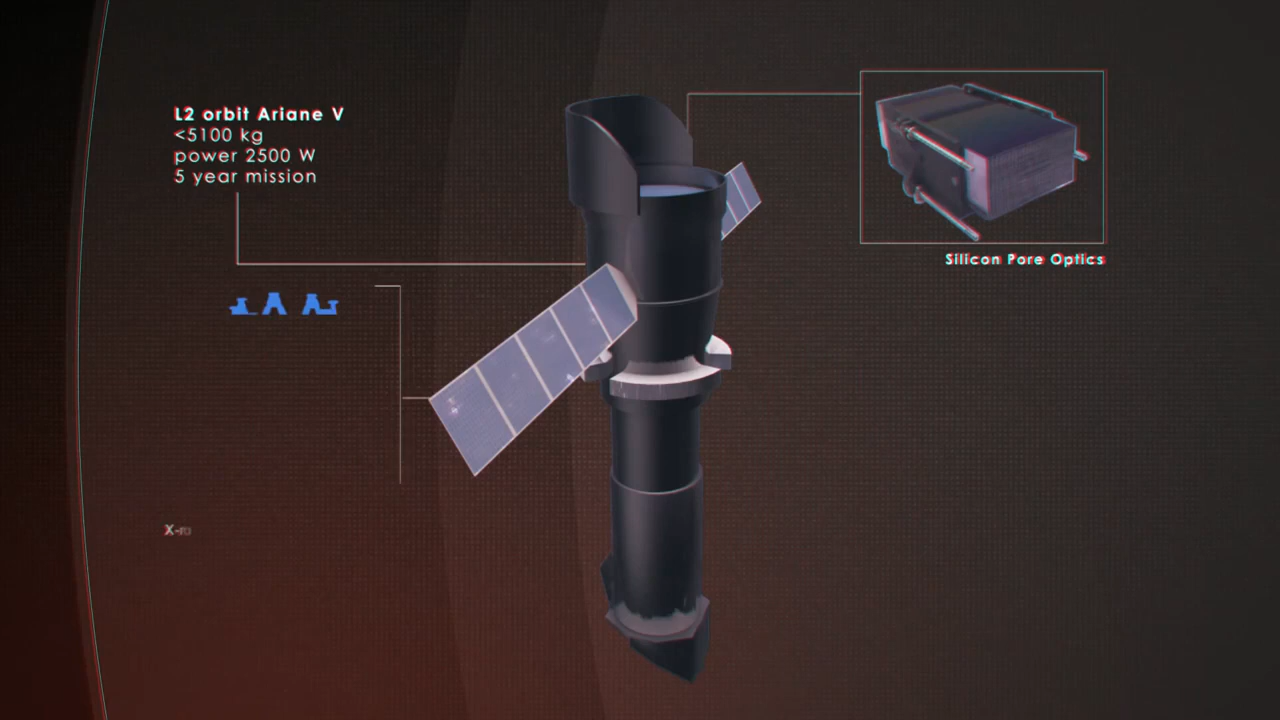 L2 orbit Ariane V
<5100 kg
power 2500 W
5 year mission
Silicon Pore Optics